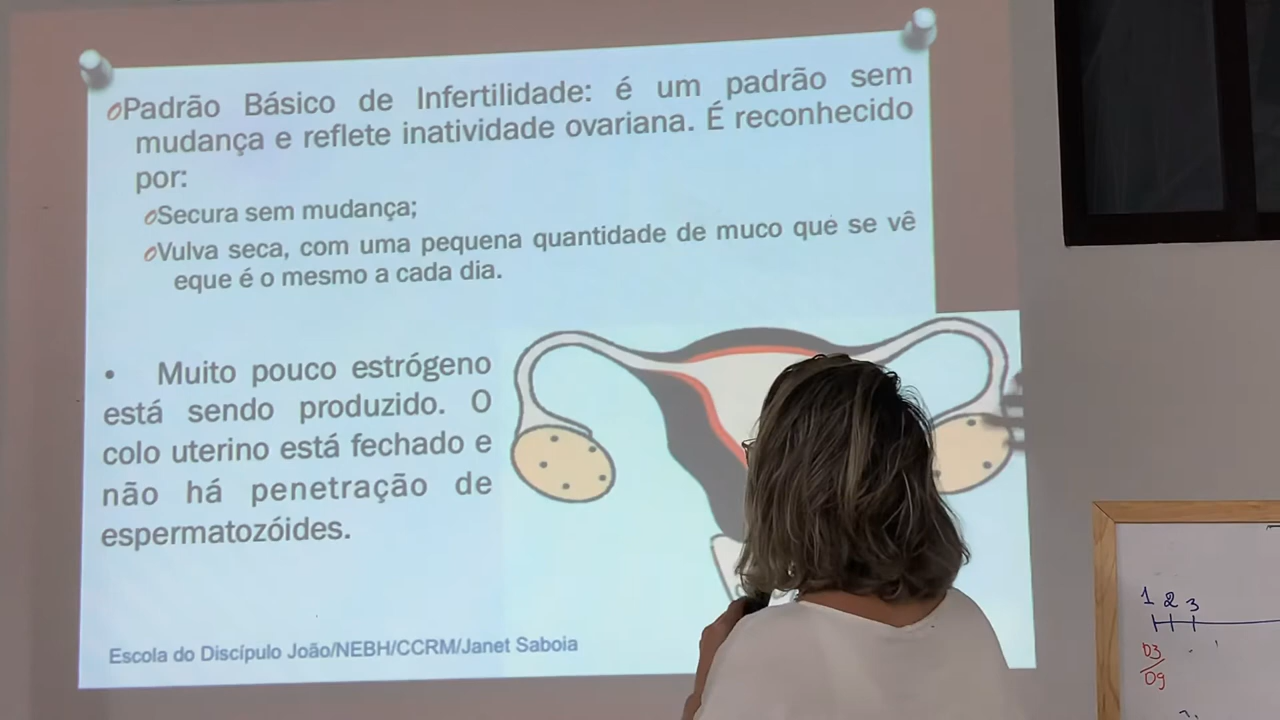 Padrão Básico de Infertilidade: é um padrão sem
mudança e reflete inatividade ovariana. É reconhecido
por:
Secura sem mudança;
Vulva seca, com uma pequena quantidade de muco que se vê
eque é o mesmo a cada dia.
• Muito pouco estrógeno
está sendo produzido. O
colo uterino está fechado e
não há penetração de
espermatozóides.
Escola do Discípulo João/NEBH/CCRM/Janet Saboia
1 2 3
03
09